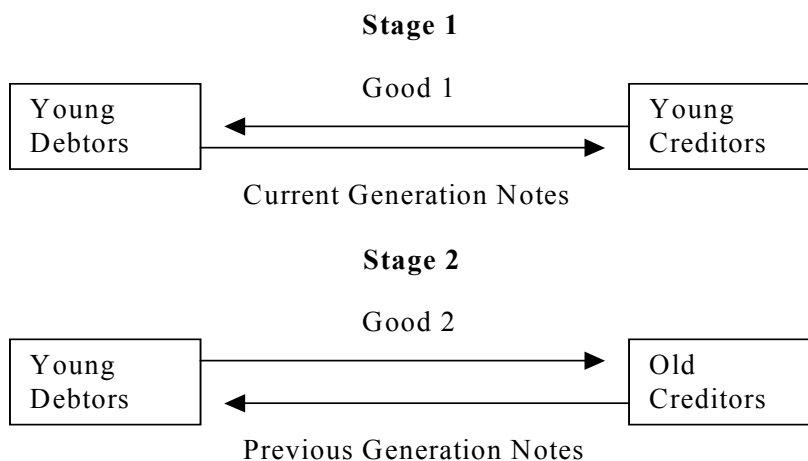 Stage 1
Good 1
Young
Debtors
Young
Creditors
Current Generation Notes
Stage 2
Good 2
Young
Debtors
Old
Creditors
Previous Generation Notes